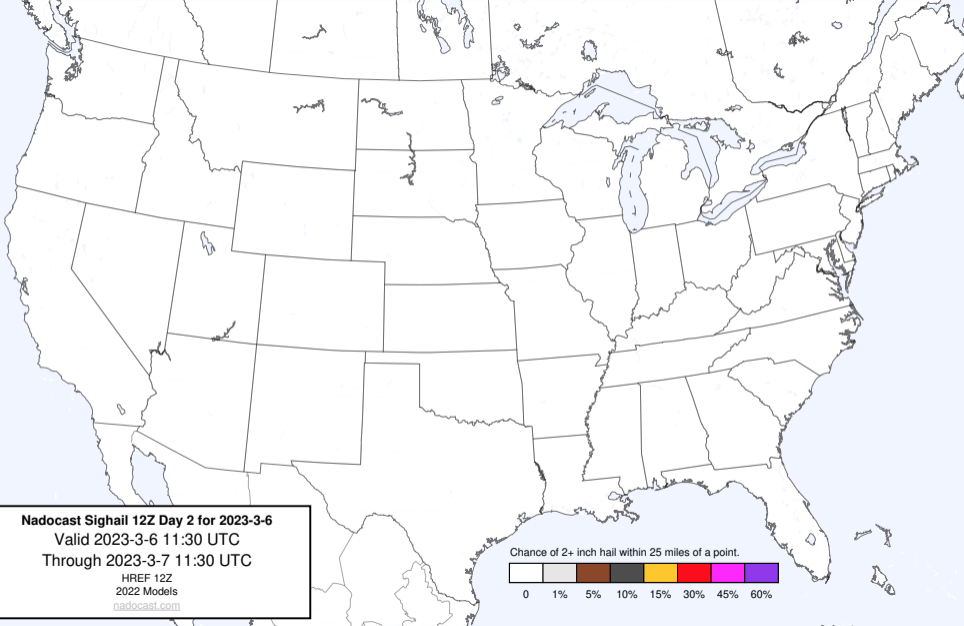 Nadocast Sighail 12Z Day 2 for 2023-3-6
Valid 2023-3-6 11:30 UTC
Through 2023-3-7 11:30 UTC
HREF 12Z
2022 Models
nadocast.com
Chance of 2+ inch hail within 25 miles of a point.
0 1% 5% 10% 15% 30% 45% 60%